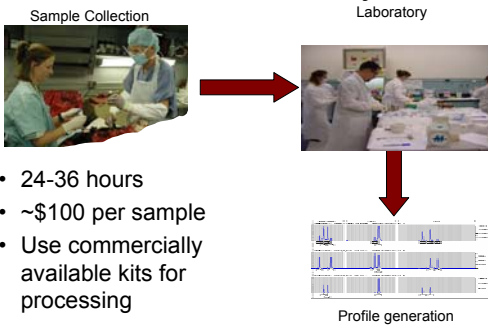 Sample Collection
Laboratory
• 24-36 hours
• ~$100 per sample
• Use commercially
available kits for
processing
Profile generation